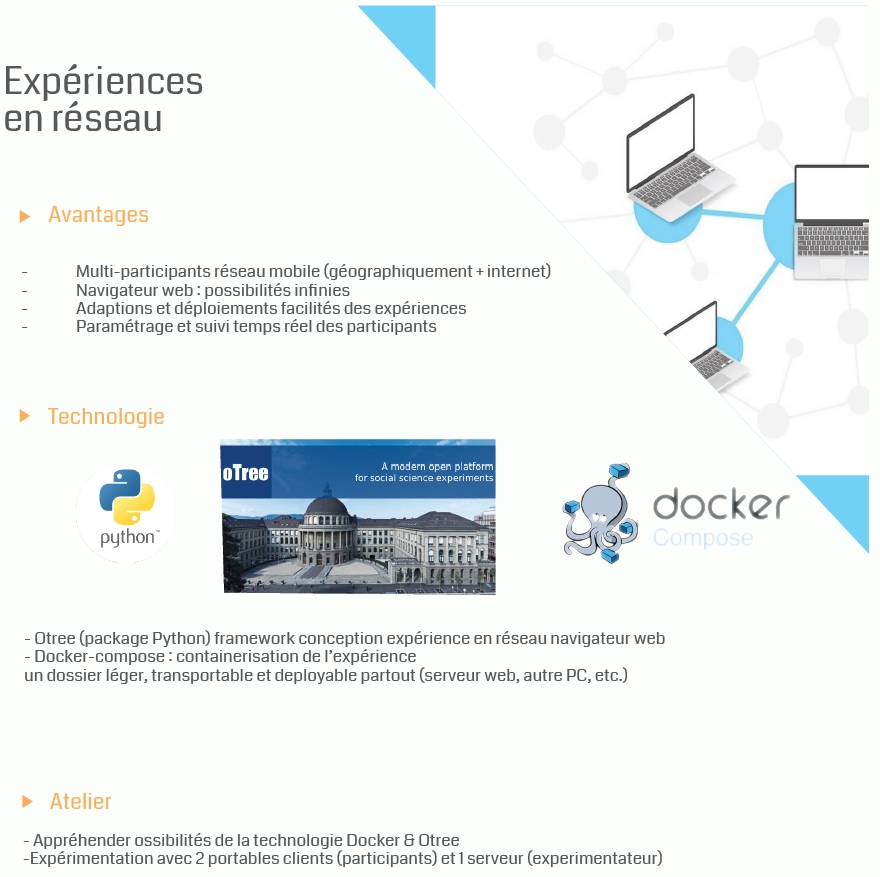 Expériences
en réseau
Avantages
- Multi-participants réseau mobile (géographiquement + internet)
- Navigateur web : possibilités infinies
- Adaptions et déploiements facilités des expériences
- Paramétrage et suivi temps réel des participants
Technologie
python™
oTree
A modern open platform
for social science experiments
docker
Compose
- Otree (package Python) framework conception expérience en réseau navigateur web
- Docker-compose : containerisation de l'expérience
un dossier léger, transportable et deployable partout (serveur web, autre PC, etc.)
Atelier
- Appréhender ossibilités de la technologie Docker & Otree
-Expérimentation avec 2 portables clients (participants) et 1 serveur (experimentateur)